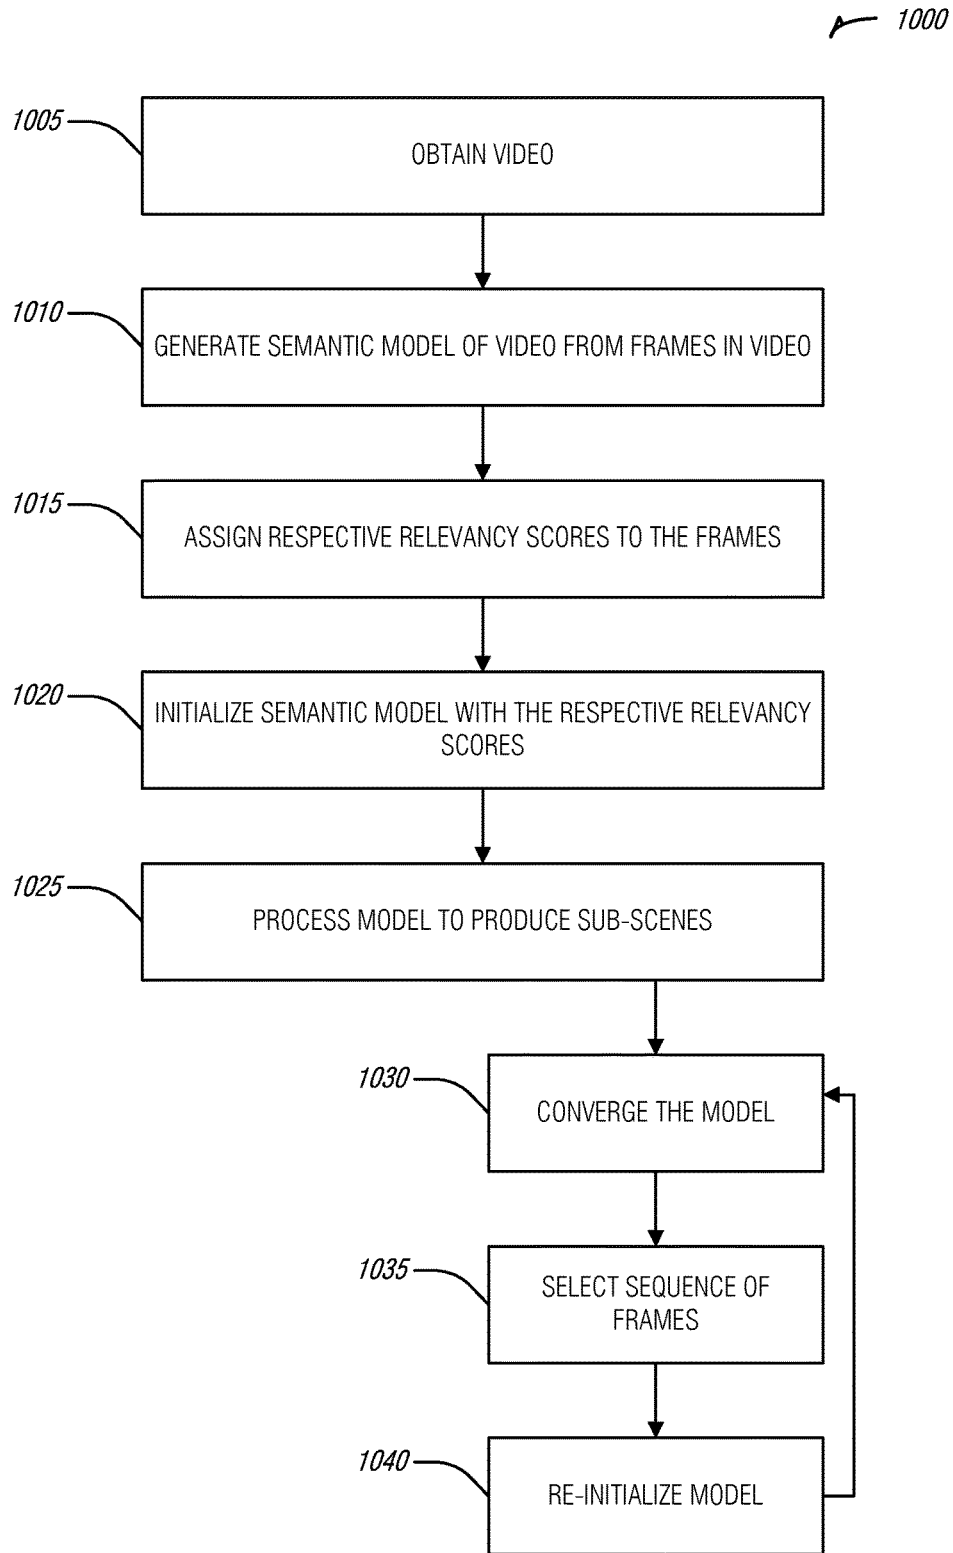 1000
1005
OBTAIN VIDEO
1010
GENERATE SEMANTIC MODEL OF VIDEO FROM FRAMES IN VIDEO
1015
ASSIGN RESPECTIVE RELEVANCY SCORES TO THE FRAMES
1020
INITIALIZE SEMANTIC MODEL WITH THE RESPECTIVE RELEVANCY
SCORES
1025
PROCESS MODEL TO PRODUCE SUB-SCENES
1030
CONVERGE THE MODEL
1035
SELECT SEQUENCE OF
FRAMES
1040
RE-INITIALIZE MODEL